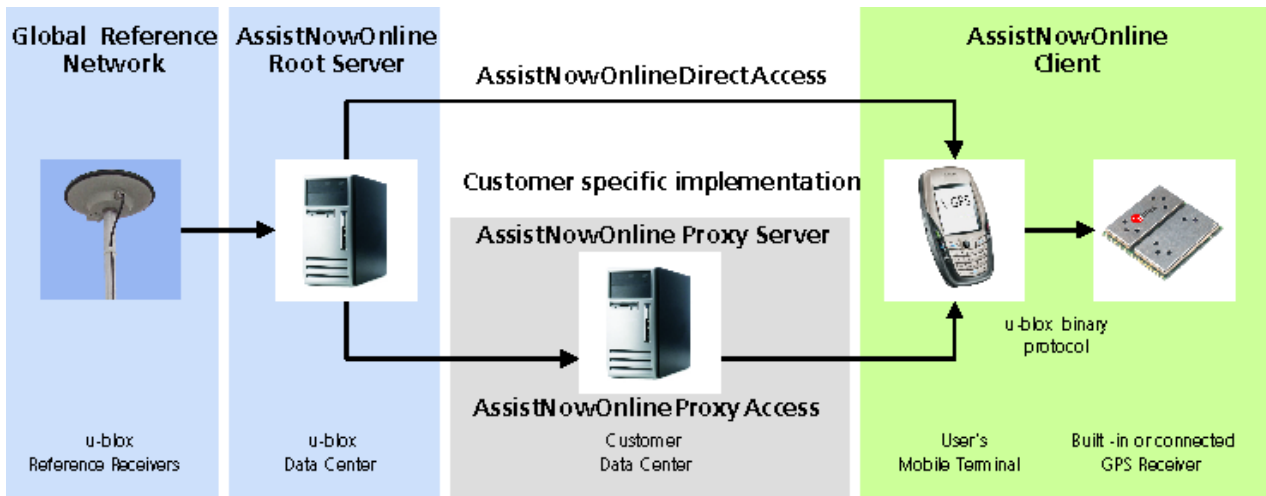 Global Reference
Network
AssistNowOnline
Root Server
AssistNowOnline
Client
AssistNowOnlineDirectAccess
Customer specific implementation
AssistNowOnline Proxy Server
GPS
u-blox binary
protocol
AssistNowOnlineProxy Access
u-blox
Reference Receivers
u-blox
Data Center
Customer
Data Center
User's
Mobile Terminal
Built-in or connected
GPS Receiver